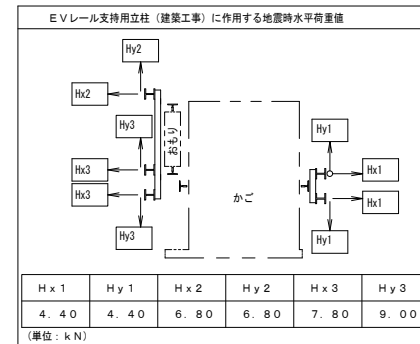 EVレール支持用立柱（建築工事）に作用する地震時水平荷重値
Hy2
Hx2
Hy3
おもり
Hy1
Hx3
Hx1
Hx3
かご
Hx1
Hy3
Hy1
Hx1 Hy1 Hx2 Hy2 Hx3 Hy3
4.40 4.40 6.80 6.80 7.80 9.00
（単位：kN）